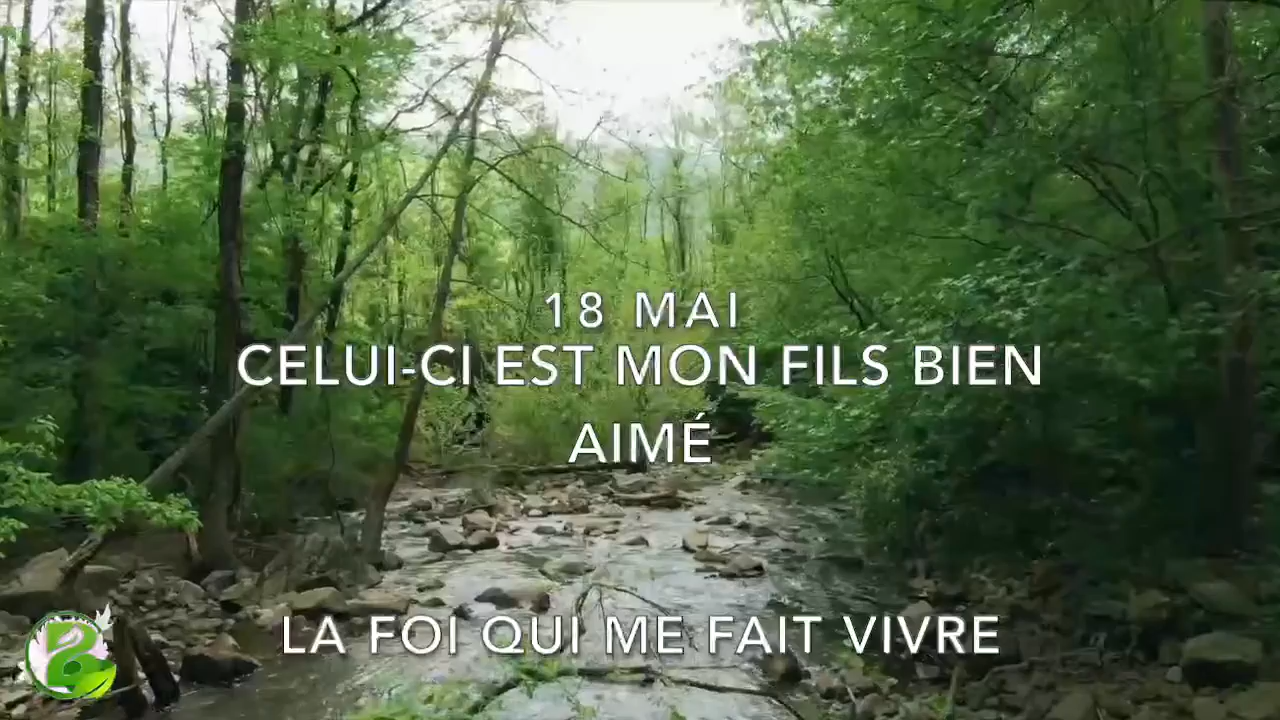 18 MAI
CELUI-CI EST MON FILS BIEN
AIMÉ
LA FOI QUI ME FAIT VIVRE